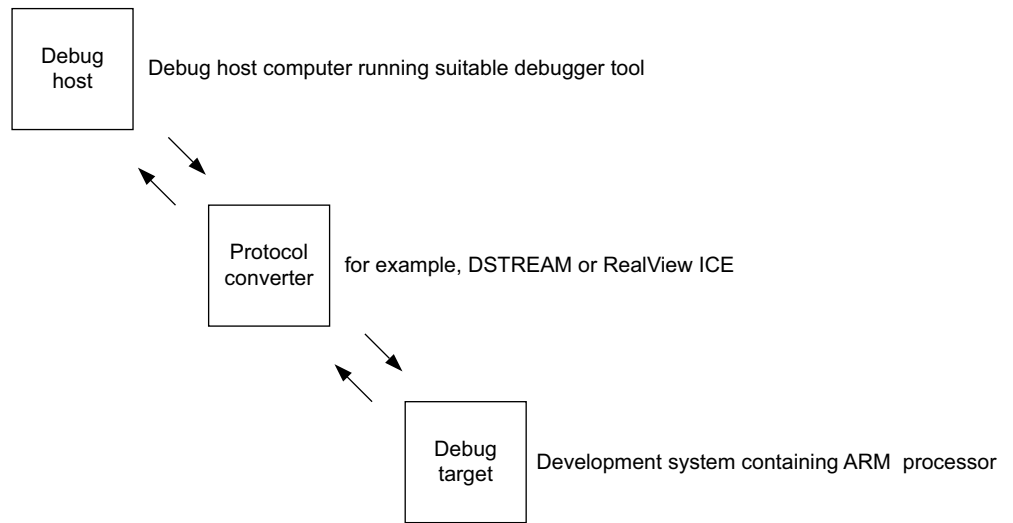 Debug
host
Debug host computer running suitable debugger tool
Protocol
converter
for example, DSTREAM or RealView ICE
Debug
target
Development system containing ARM processor